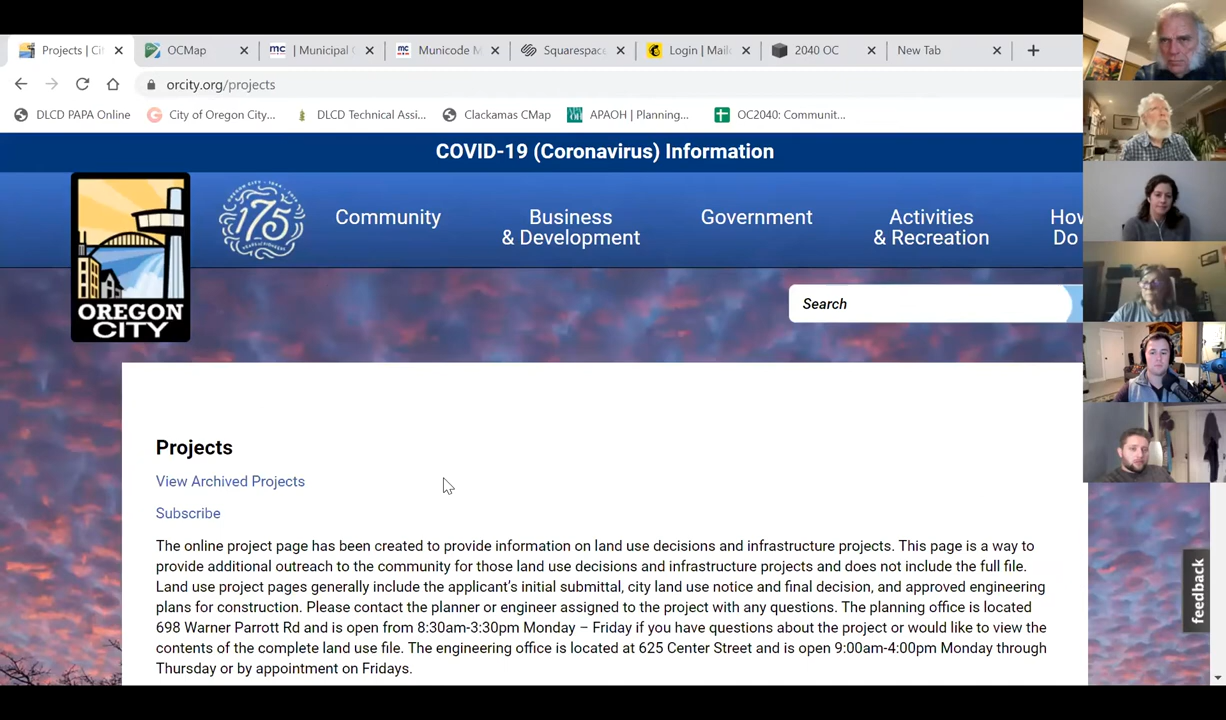 Projects | Ci
OCMap
mc | Municipal C
mc Municode M
Squarespace
Login | Mailc
2040 OC
New Tab
orcity.org/projects
DLCD PAPA Online
City of Oregon City...
DLCD Technical Assi...
Clackamas CMap
APAOH | Planning...
OC2040: Communit...
COVID-19 (Coronavirus) Information
OREGON
CITY
175
Community
Business
& Development
Government
Activities
& Recreation
How
Do
Search
Projects
View Archived Projects
Subscribe
The online project page has been created to provide information on land use decisions and infrastructure projects. This page is a way to
provide additional outreach to the community for those land use decisions and infrastructure projects and does not include the full file.
Land use project pages generally include the applicant's initial submittal, city land use notice and final decision, and approved engineering
plans for construction. Please contact the planner or engineer assigned to the project with any questions. The planning office is located
698 Warner Parrott Rd and is open from 8:30am-3:30pm Monday – Friday if you have questions about the project or would like to view the
contents of the complete land use file. The engineering office is located at 625 Center Street and is open 9:00am-4:00pm Monday through
Thursday or by appointment on Fridays.
feedback